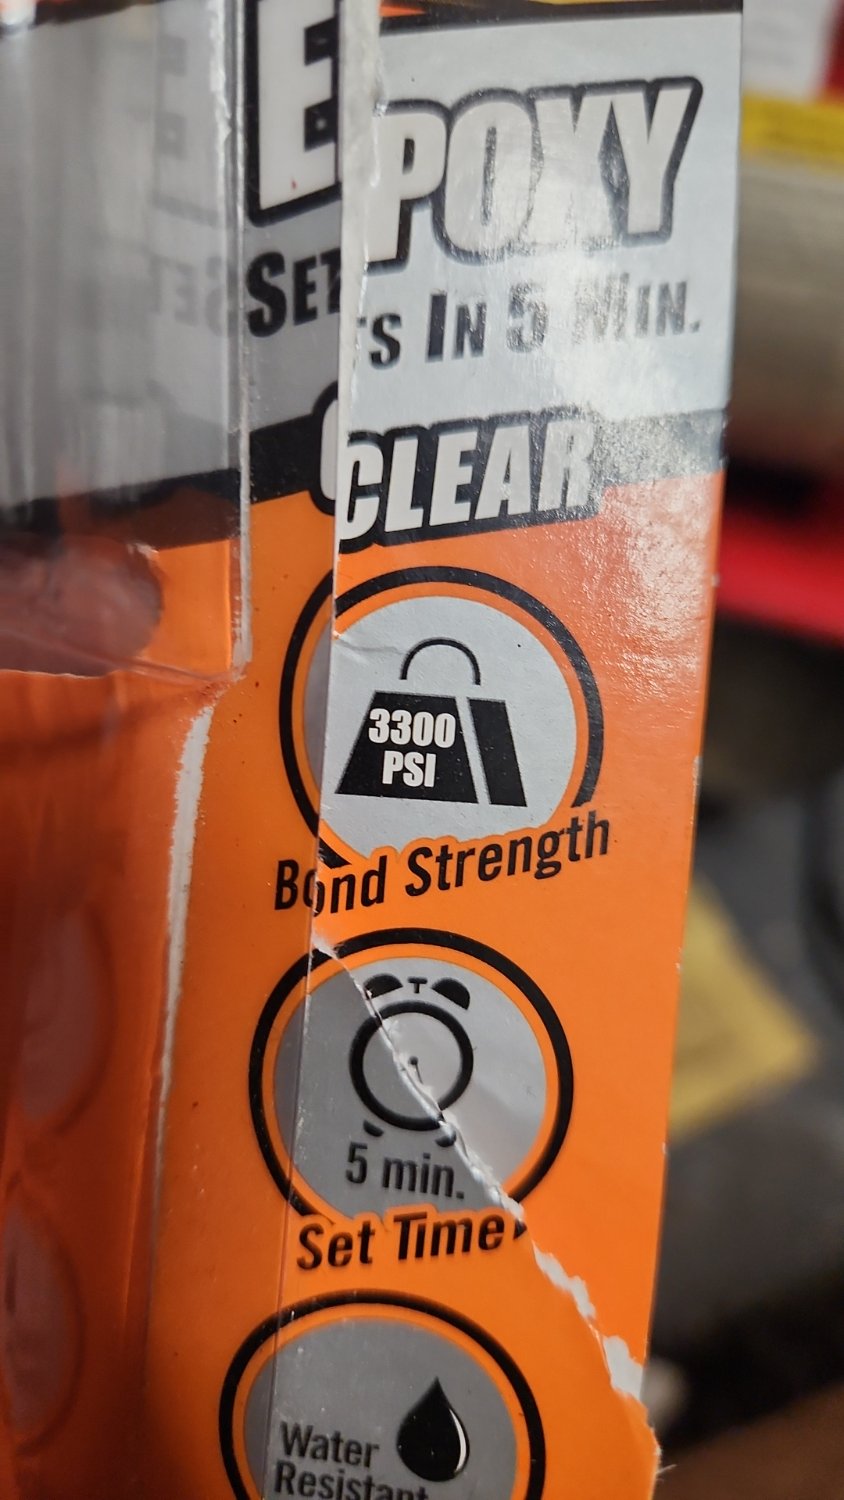 EPOXY
SETS IN 5 MIN.
CLEAR
3300
PSI
Bond Strength
5 min.
Set Time
Water
Resistant